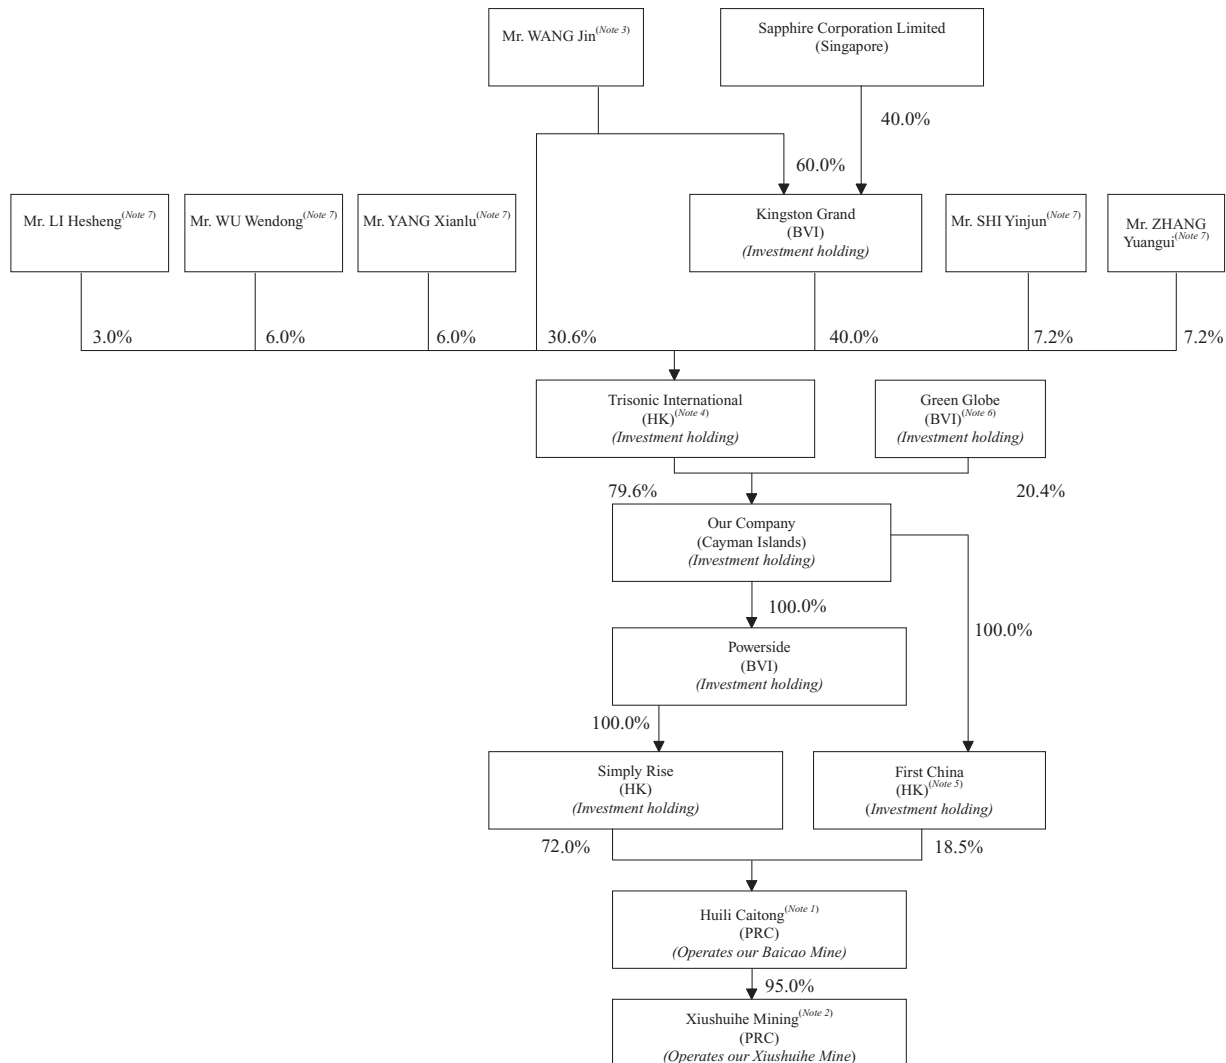 Mr. WANG Jin(Note 3)
Sapphire Corporation Limited
(Singapore)
40.0%
60.0%
Mr. LI Hesheng(Note 7)
Mr. WU Wendong(Note 7)
Mr. YANG Xianlu(Note 7)
Kingston Grand
(BVI)
(Investment holding)
Mr. SHI Yinjun(Note 7)
Mr. ZHANG
Yuangui(Note 7)
3.0%
6.0%
6.0%
30.6%
40.0%
7.2%
7.2%
Trisonic International
(HK)(Note 4)
(Investment holding)
Green Globe
(BVI)(Note 6)
(Investment holding)
79.6%
20.4%
Our Company
(Cayman Islands)
(Investment holding)
100.0%
100.0%
Powerside
(BVI)
(Investment holding)
100.0%
Simply Rise
(HK)
(Investment holding)
First China
(HK)(Note 5)
(Investment holding)
72.0%
18.5%
Huili Caitong(Note 1)
(PRC)
(Operates our Baicao Mine)
95.0%
Xiushuihe Mining(Note 2)
(PRC)
(Operates our Xiushuihe Mine)